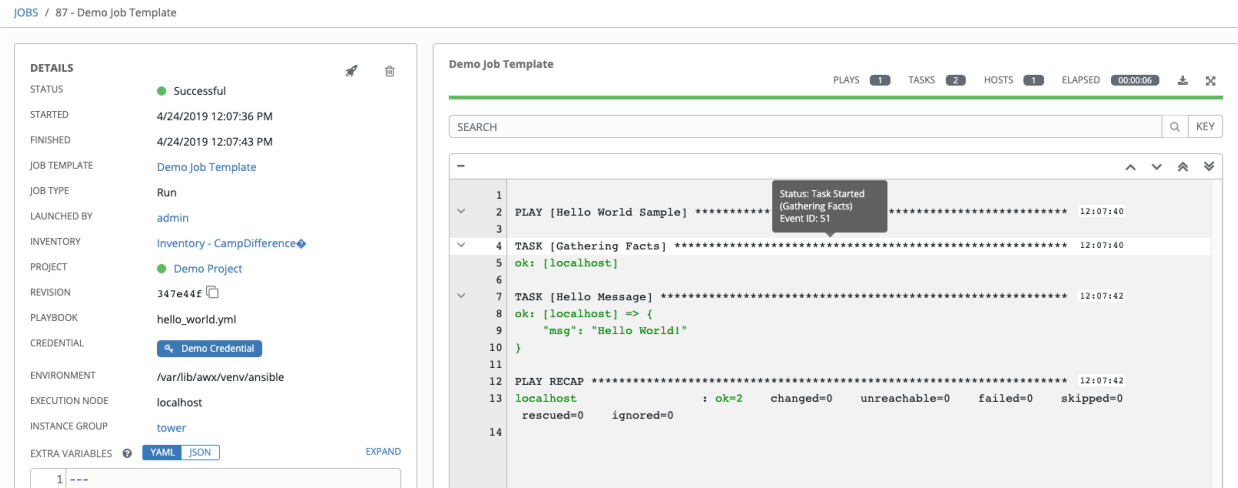 JOBS / 87 - Demo Job Template
DETAILS
STATUS Successful
STARTED 4/24/2019 12:07:36 PM
FINISHED 4/24/2019 12:07:43 PM
JOB TEMPLATE Demo Job Template
JOB TYPE Run
LAUNCHED BY admin
INVENTORY Inventory - CampDifference�
PROJECT Demo Project
REVISION 347e44f
PLAYBOOK hello_world.yml
CREDENTIAL Demo Credential
ENVIRONMENT /var/lib/awx/venv/ansible
EXECUTION NODE localhost
INSTANCE GROUP tower
EXTRA VARIABLES ? YAML JSON EXPAND
1 ---
Demo Job Template
PLAYS 1 TASKS 2 HOSTS 1 ELAPSED 00:00:06
SEARCH KEY
Status: Task Started
(Gathering Facts)
Event ID: 51
1
2 PLAY [Hello World Sample] *********** ************************** 12:07:40
3
4 TASK [Gathering Facts] ********************************************************* 12:07:40
5 ok: [localhost]
6
7 TASK [Hello Message] *********************************************************** 12:07:42
8 ok: [localhost] => {
9 "msg": "Hello World!"
10 }
11
12 PLAY RECAP ********************************************************************* 12:07:42
13 localhost : ok=2 changed=0 unreachable=0 failed=0 skipped=0
rescued=0 ignored=0
14